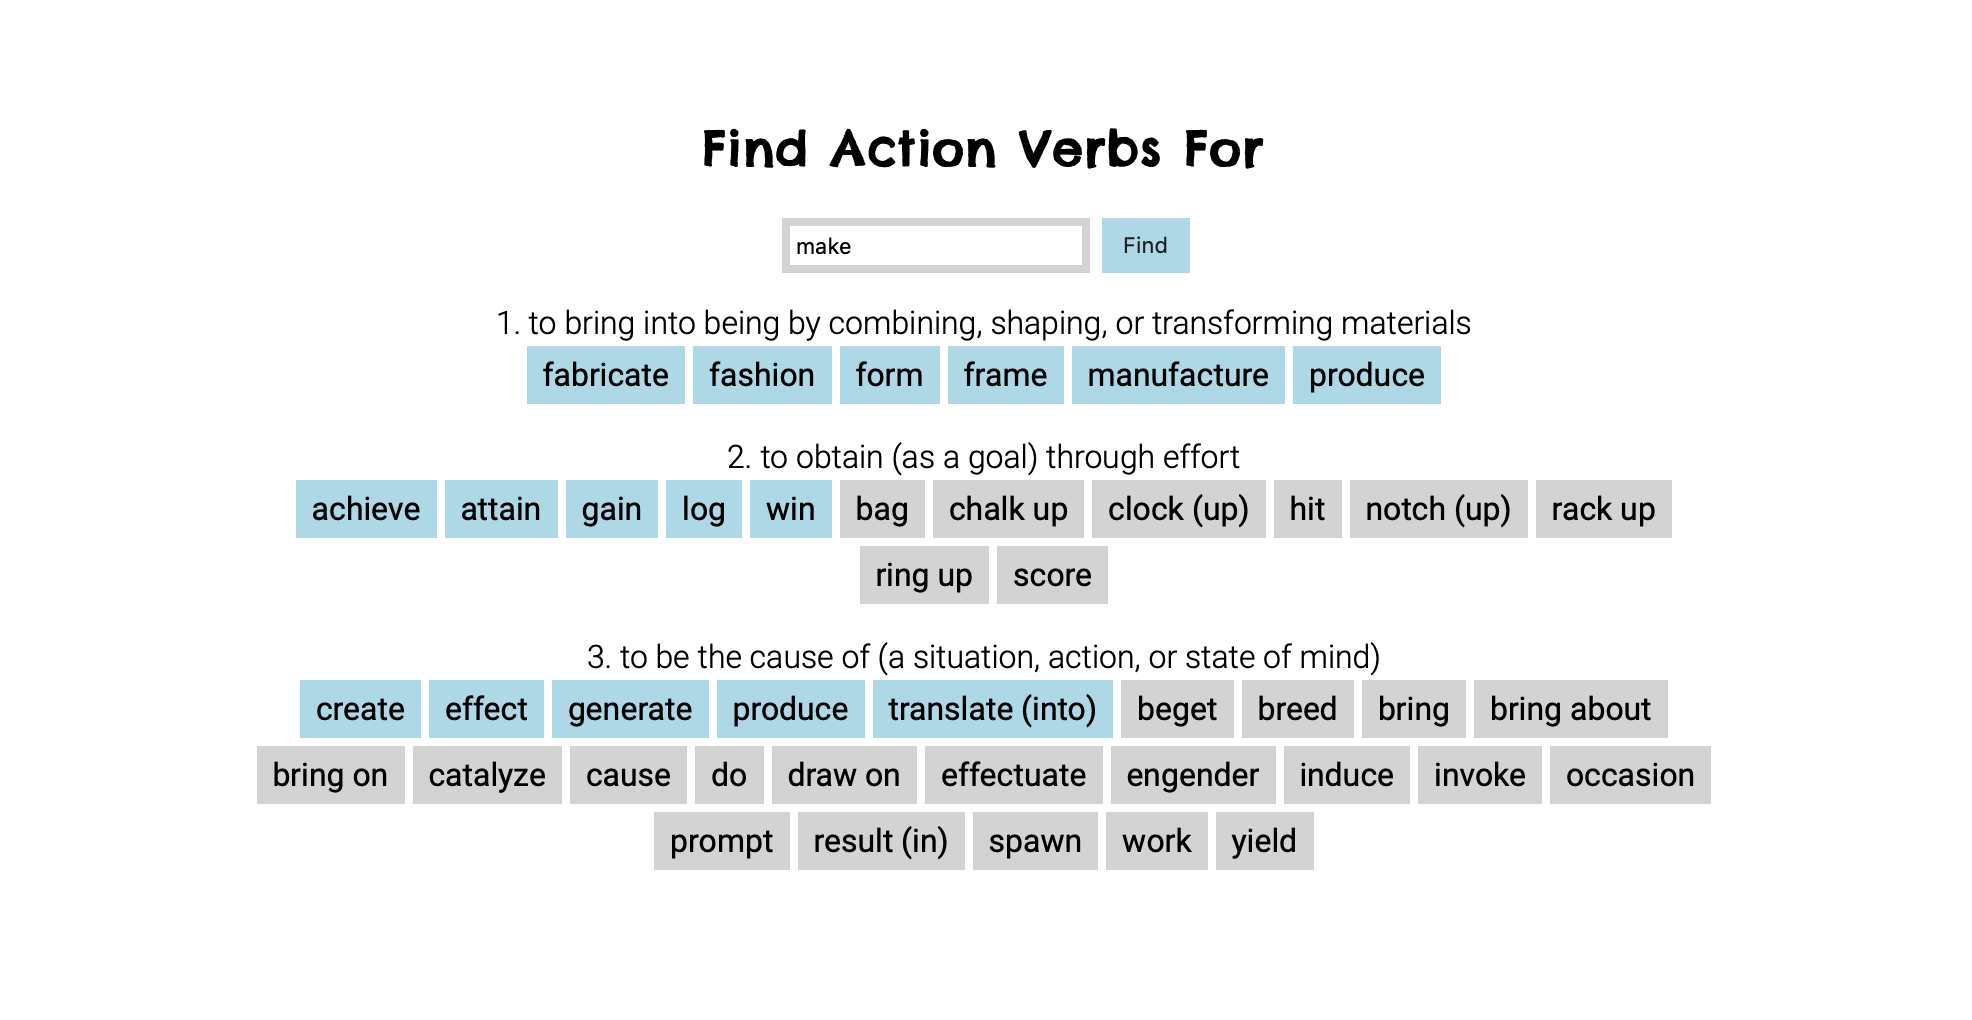 Find Action Verbs For
make Find
1. to bring into being by combining, shaping, or transforming materials
fabricate fashion form frame manufacture produce
2. to obtain (as a goal) through effort
achieve attain gain log win bag chalk up clock (up) hit notch (up) rack up
ring up score
3. to be the cause of (a situation, action, or state of mind)
create effect generate produce translate (into) beget breed bring bring about
bring on catalyze cause do draw on effectuate engender induce invoke occasion
prompt result (in) spawn work yield